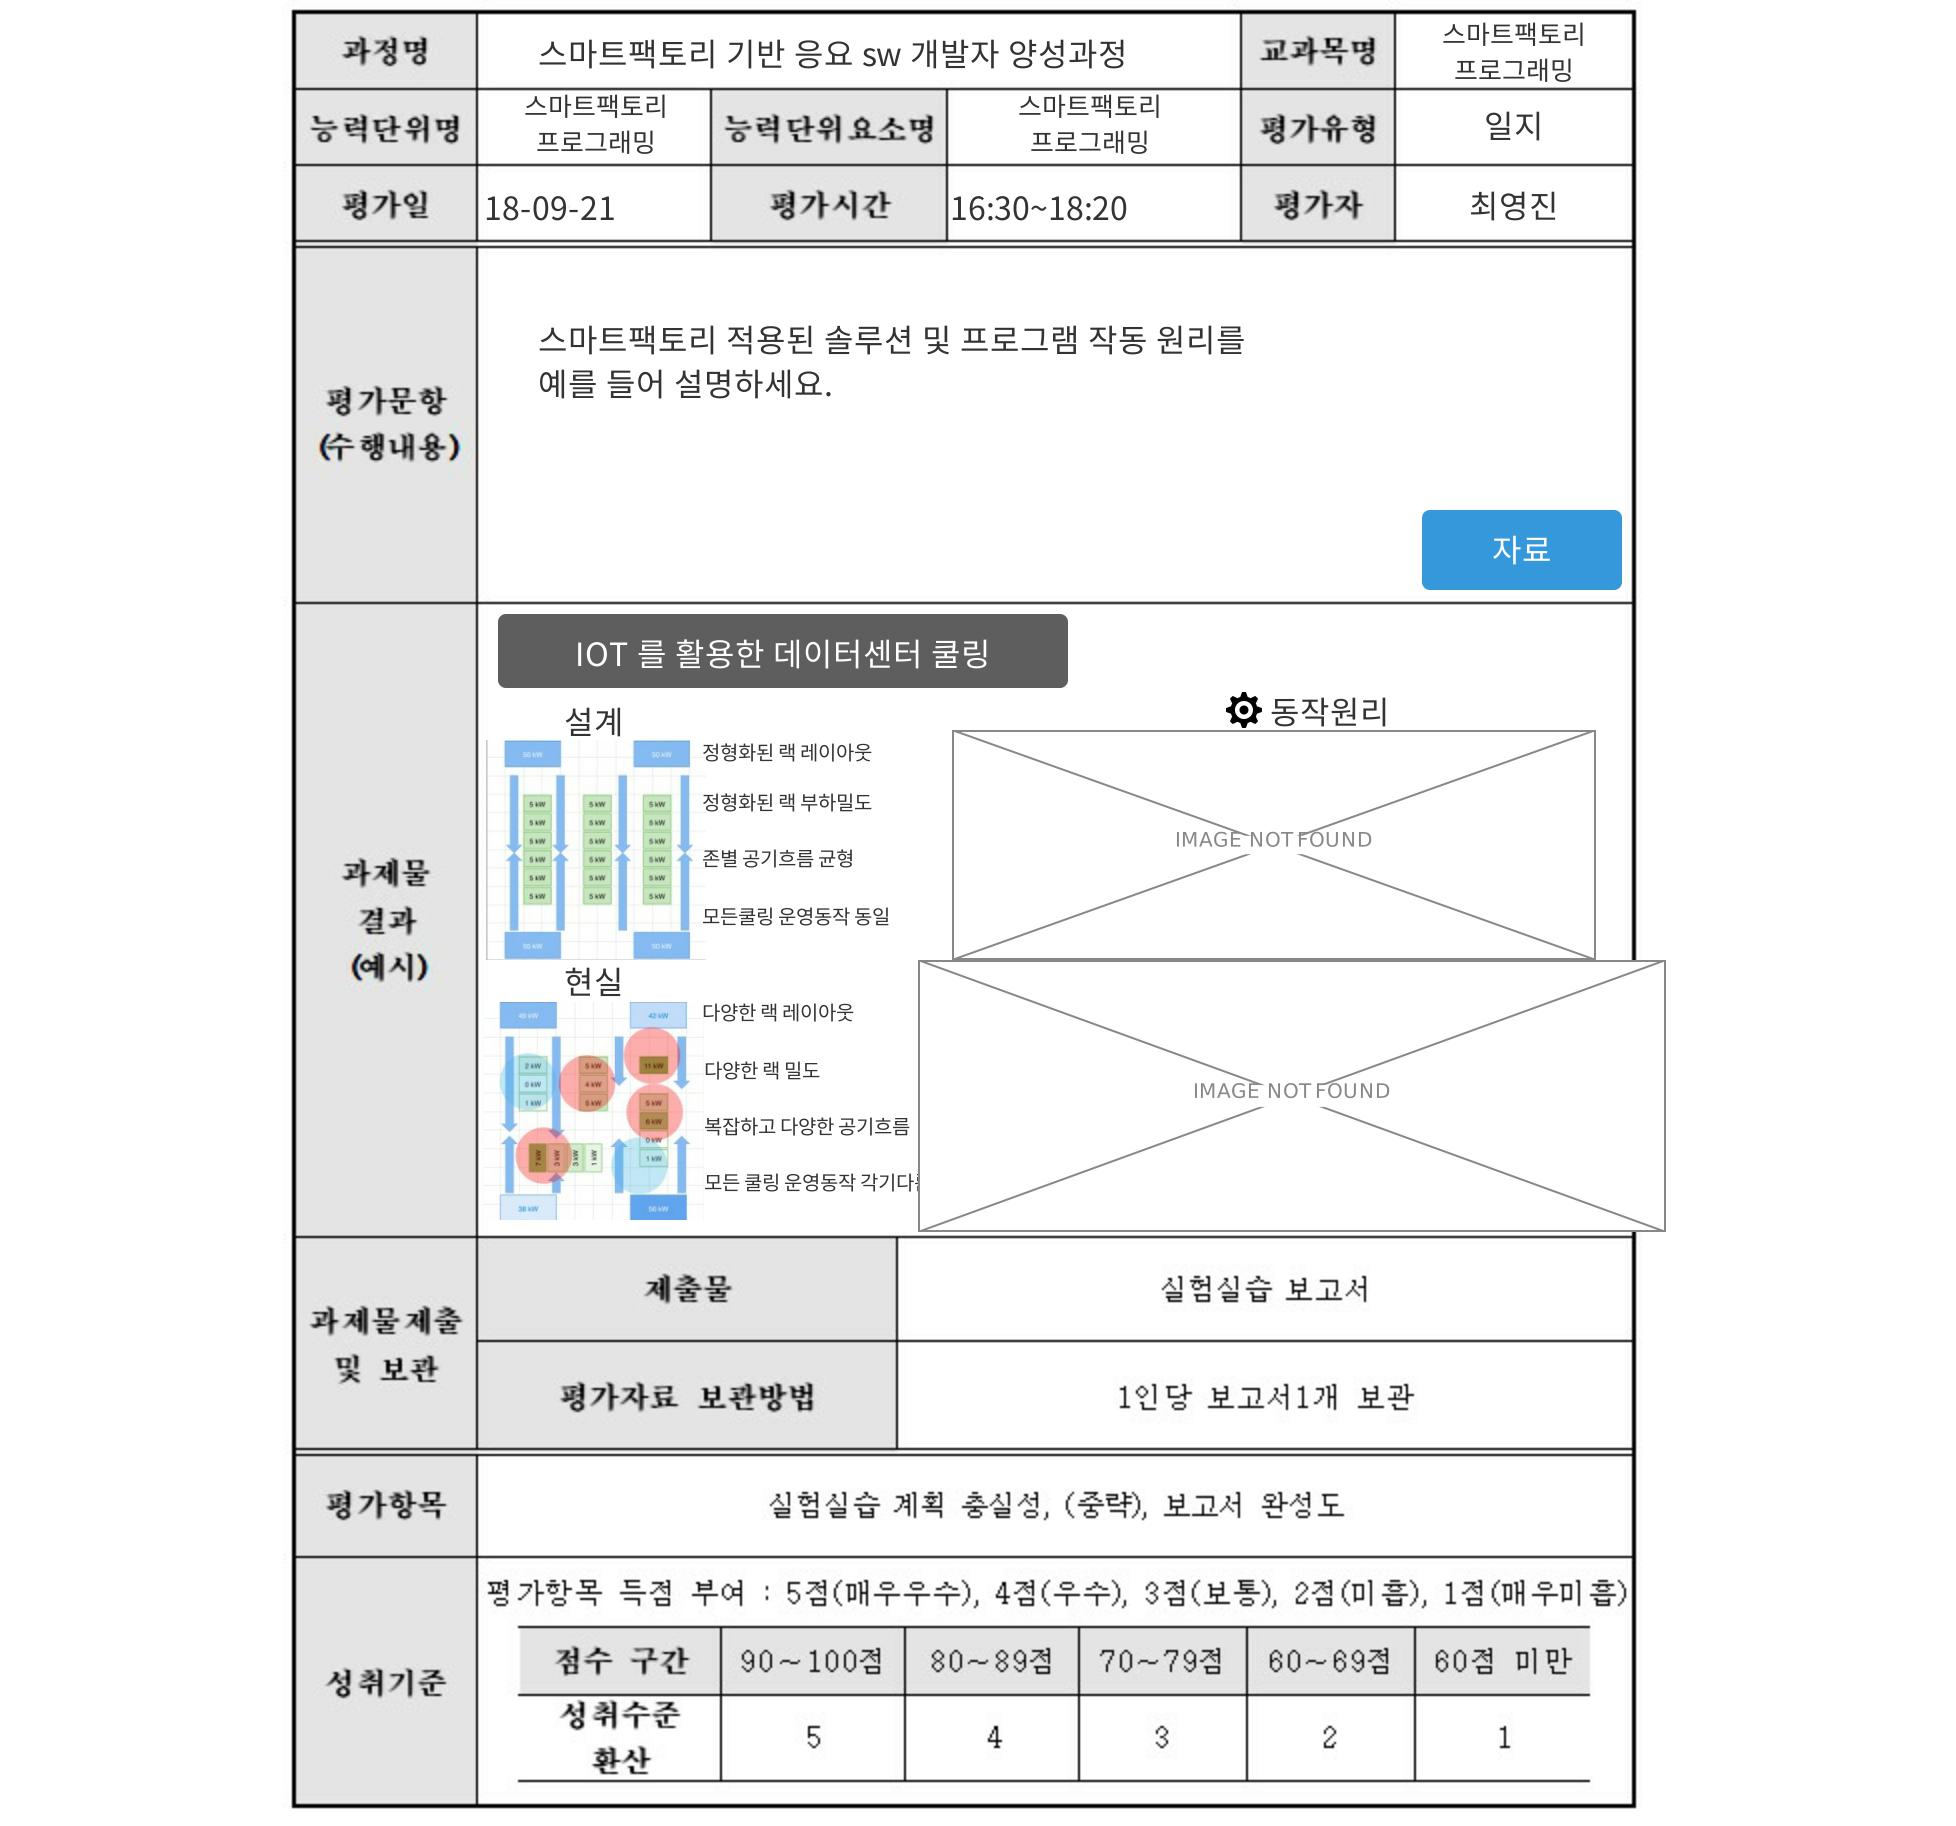 과정명
스마트팩토리 기반 응요 sw 개발자 양성과정
교과목명
스마트팩토리
프로그래밍
능력단위명
스마트팩토리
프로그래밍
능력단위요소명
스마트팩토리
프로그래밍
평가유형
일지
평가일
18-09-21
평가시간
16:30~18:20
평가자
최영진
평가문항
(수행내용)
스마트팩토리 적용된 솔루션 및 프로그램 작동 원리를
예를 들어 설명하세요.
자료
과제물
결과
(예시)
IOT 를 활용한 데이터센터 쿨링
설계
50 kW
50 kW
5 kW 5 kW 5 kW
5 kW 5 kW 5 kW
5 kW 5 kW 5 kW
5 kW 5 kW 5 kW
5 kW 5 kW 5 kW
5 kW 5 kW 5 kW
50 kW
50 kW
정형화된 랙 레이아웃
정형화된 랙 부하밀도
존별 공기흐름 균형
모든쿨링 운영동작 동일
동작원리
IMAGE NOT FOUND
현실
42 kW
2 kW
0 kW
1 kW
5 kW
4 kW
11 kW
5 kW
6 kW
0 kW
1 kW
7 kW
3 kW
3 kW
1 kW
38 kW
다양한 랙 레이아웃
다양한 랙 밀도
복잡하고 다양한 공기흐름
모든 쿨링 운영동작 각기다
IMAGE NOT FOUND
과제물제출
및 보관
제출물
실험실습 보고서
평가자료 보관방법
1인당 보고서1개 보관
평가항목
실험실습 계획 충실성, (중략), 보고서 완성도
성취기준
평가항목 득점 부여 : 5점(매우우수), 4점(우수), 3점(보통), 2점(미흡), 1점(매우미흡)
점수 구간 90~100점 80~89점 70~79점 60~69점 60점 미만
성취수준
환산
5 4 3 2 1